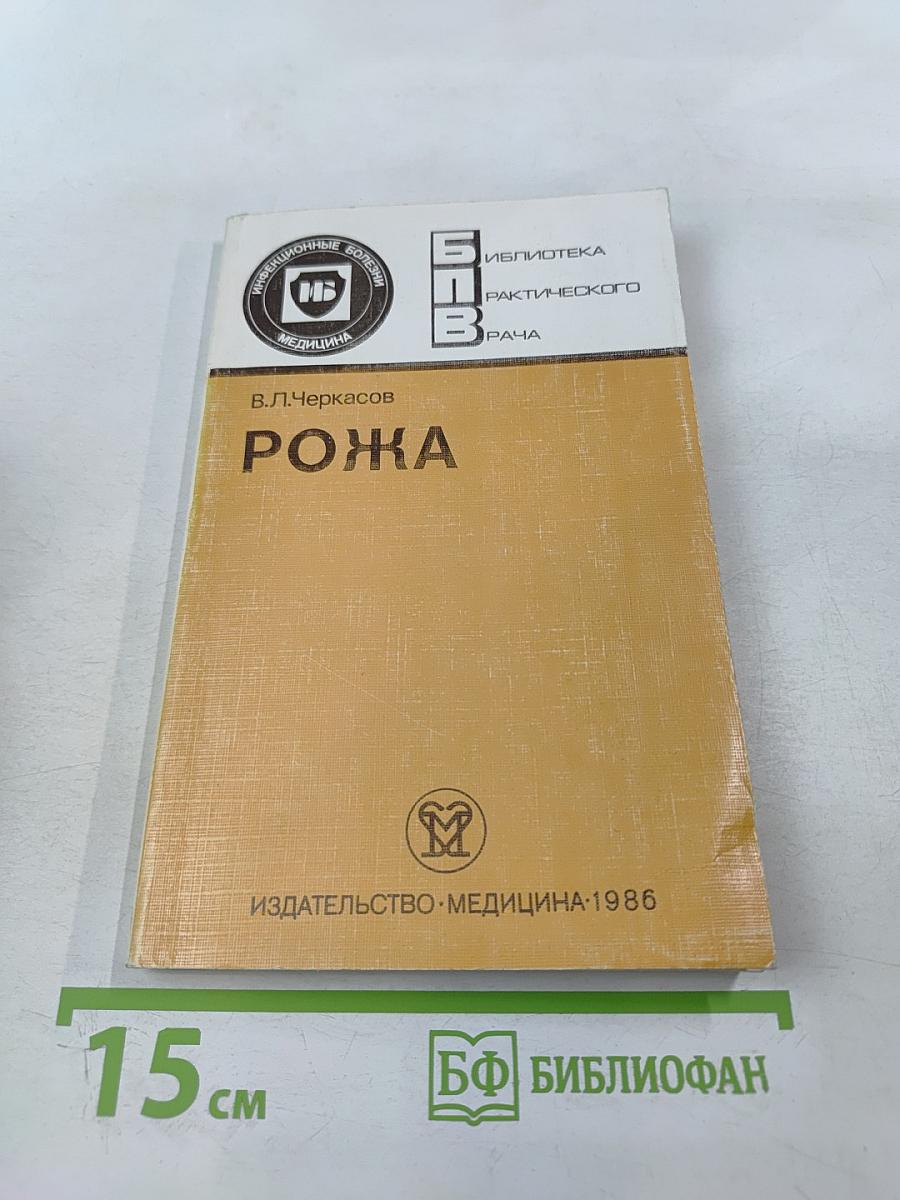 ИНФЕКЦИОННЫЕ БОЛЕЗНИ
ИБ
МЕДИЦИНА
БИБЛИОТЕКА
ПРАКТИЧЕСКОГО
ВРАЧА
В.Л.Черкасов
РОЖА
М
ИЗДАТЕЛЬСТВО·МЕДИЦИНА·1986
15 см
БФ БИБЛИОФАН